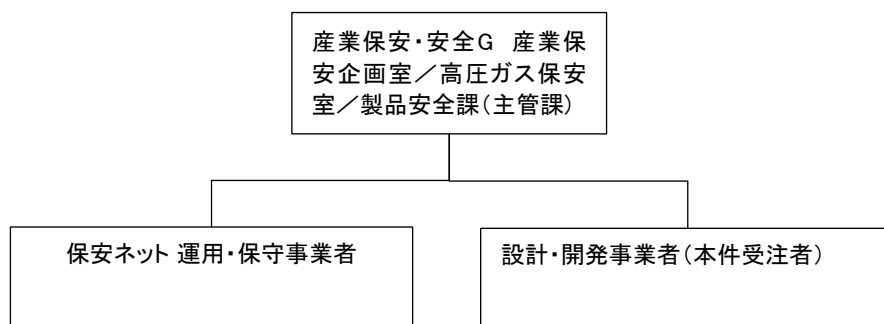 産業保安・安全G　産業保
安企画室／高圧ガス保安
室／製品安全課（主管課）
保安ネット 運用・保守事業者
設計・開発事業者（本件受注者）